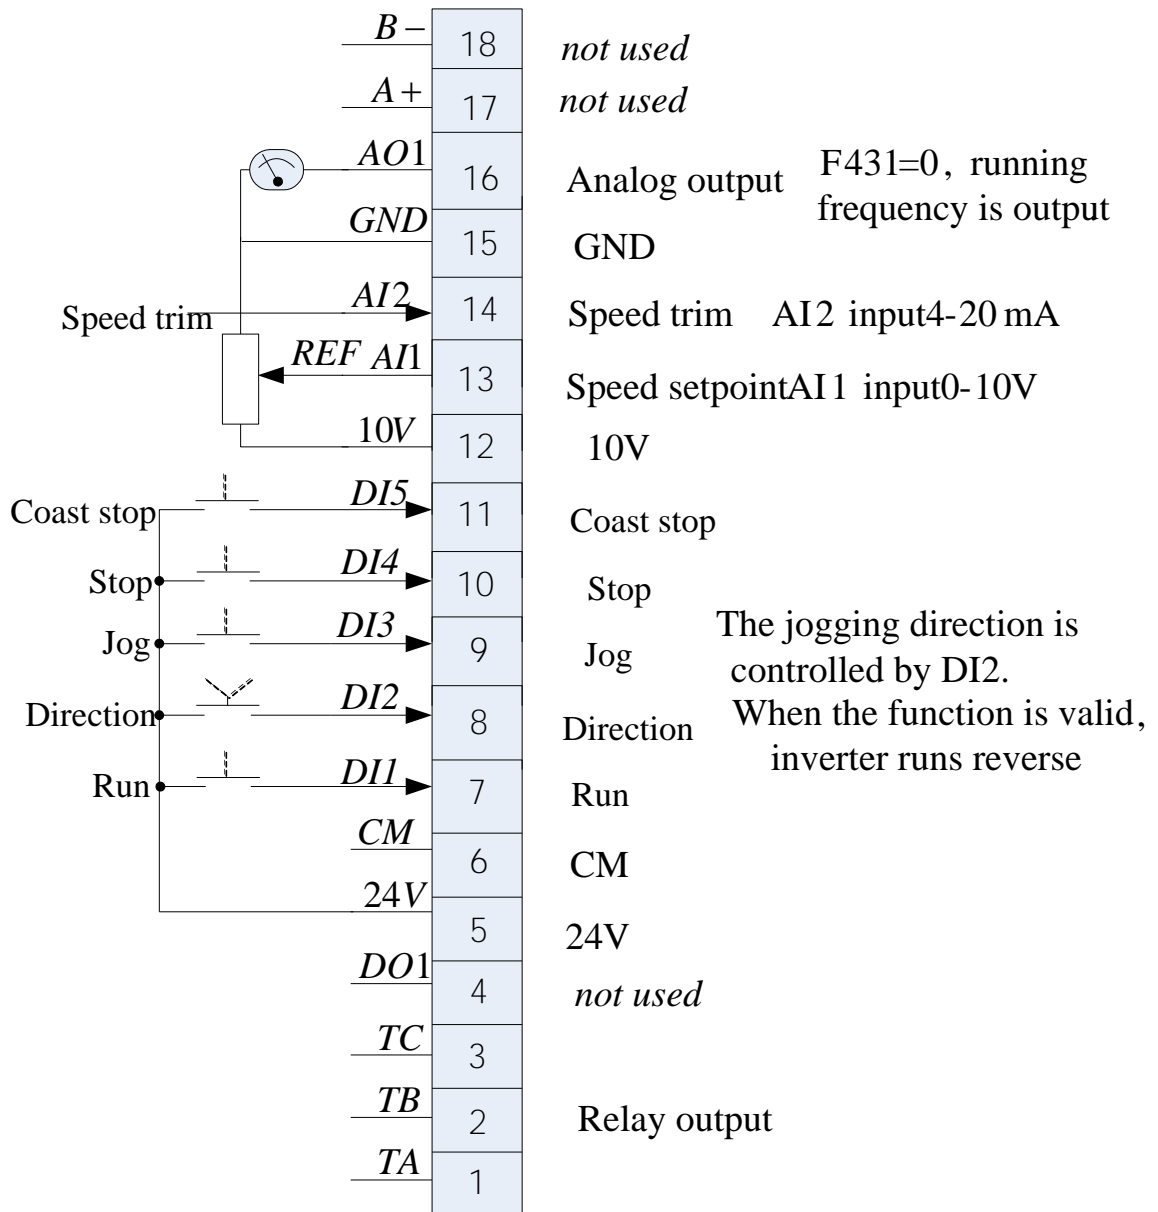 B − 18 not used
A + 17 not used
AO1 16 Analog output F431=0, running
frequency is output
GND 15 GND
Speed trim AI2 14 Speed trim AI2 input4-20 mA
REF AI1 13 Speed setpointAI1 input0-10V
10V 12 10V
Coast stop DI5 11 Coast stop
Stop DI4 10 Stop
Jog DI3 9 Jog The jogging direction is
controlled by DI2.
Direction DI2 8 Direction When the function is valid,
inverter runs reverse
Run DI1 7 Run
CM 6 CM
24V 5 24V
DO1 4 not used
TC 3
TB 2 Relay output
TA 1